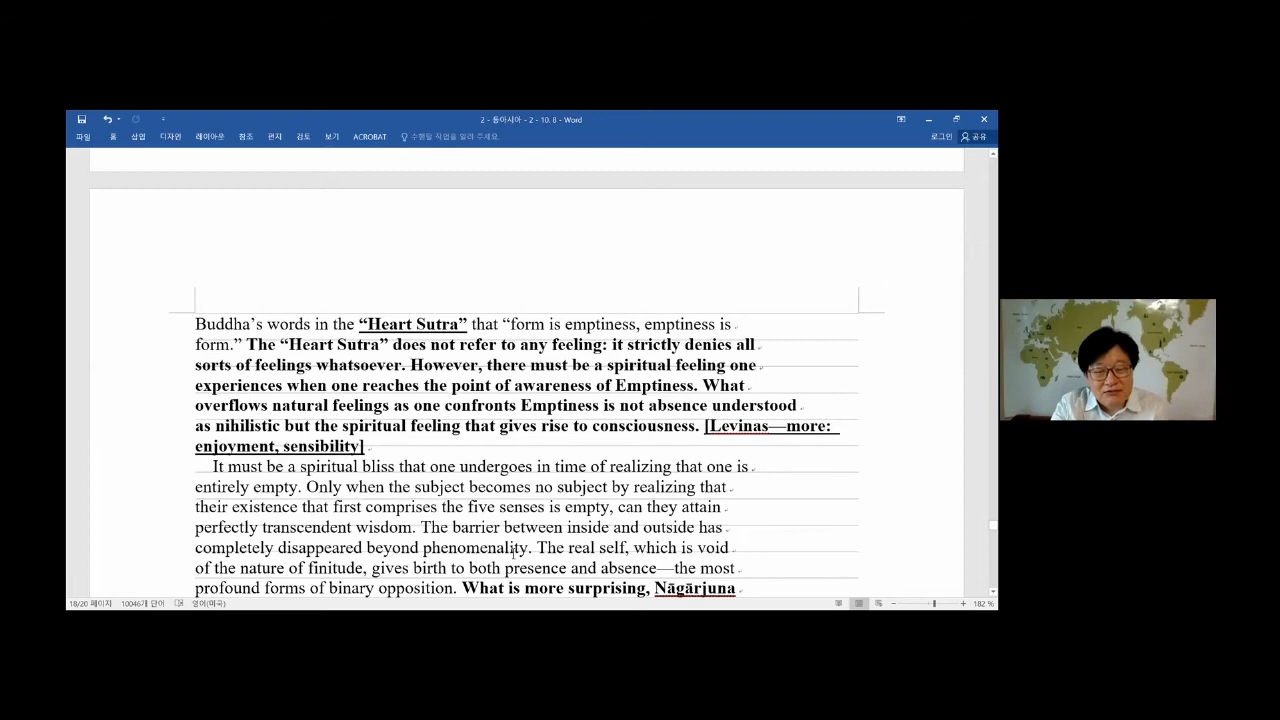 2 - 동아시아 - 2 - 10. 8 - Word
파일 홈 삽입 디자인 레이아웃 참조 편지 검토 보기 ACROBAT 수행할 작업을 알려 주세요. 로그인 공유
Buddha’s words in the “Heart Sutra” that “form is emptiness, emptiness is
form.” The “Heart Sutra” does not refer to any feeling: it strictly denies all
sorts of feelings whatsoever. However, there must be a spiritual feeling one
experiences when one reaches the point of awareness of Emptiness. What
overflows natural feelings as one confronts Emptiness is not absence understood
as nihilistic but the spiritual feeling that gives rise to consciousness. [Levinas—more:
enjoyment, sensibility]
It must be a spiritual bliss that one undergoes in time of realizing that one is
entirely empty. Only when the subject becomes no subject by realizing that
their existence that first comprises the five senses is empty, can they attain
perfectly transcendent wisdom. The barrier between inside and outside has
completely disappeared beyond phenomenality. The real self, which is void
of the nature of finitude, gives birth to both presence and absence—the most
profound forms of binary opposition. What is more surprising, Nāgārjuna
18/20 페이지 10046개 단어 영어(미국) 182 %